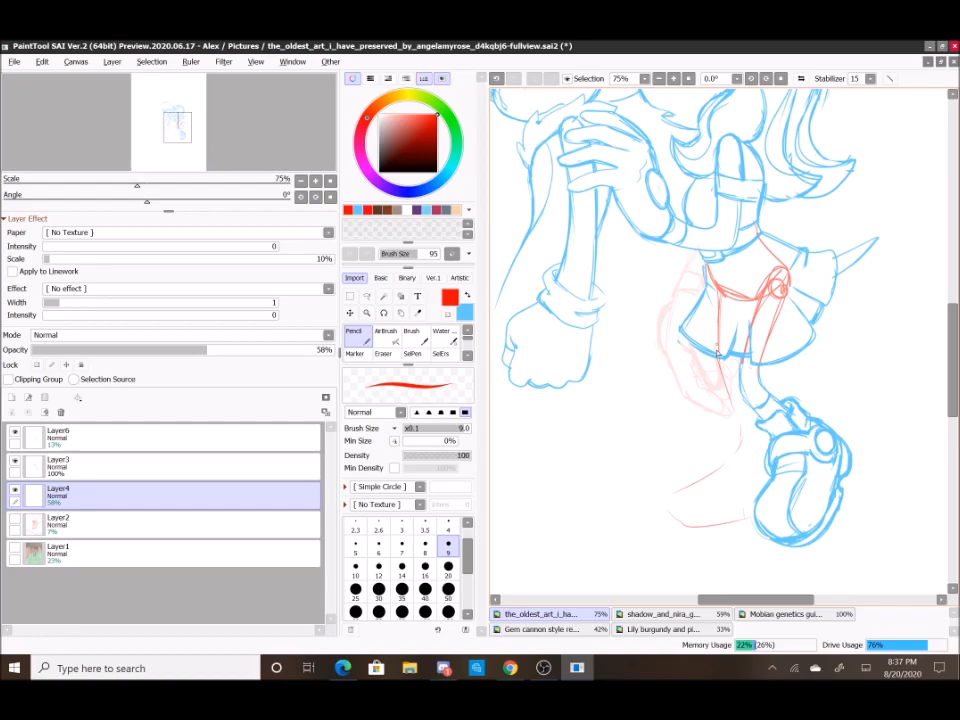 PaintTool SAI Ver.2 (64bit) Preview.2020.06.17 - Alex / Pictures / the_oldest_art_i_have_preserved_by_angelamyrose_d4kqbj6-fullview.sai2 (*)
File Edit Canvas Layer Selection Ruler Filter View Window Other
Selection 75% 0.0° Stabilizer 15
Scale 75%
Angle 0°
Layer Effect
Paper [ No Texture ]
Intensity 0
Scale 10%
Apply to Linework
Effect [ No effect ]
Width 1
Intensity 0
Mode Normal
Opacity 58%
Lock
Clipping Group Selection Source
Layer6
Normal
13%
Layer3
Normal
100%
Layer4
Normal
58%
Layer2
Normal
7%
Layer1
Normal
23%
Brush Size 95
Import Basic Binary Ver.1 Artistic
T
Pencil AirBrush Brush Water ...
Marker Eraser SelPen SelErs
Normal
Brush Size x0.1 9.0
Min Size 0%
Density 100
Min Density
[ Simple Circle ]
[ No Texture ]
2.3 2.6 3 3.5 4
5 6 7 8 9
10 12 14 16 20
25 30 35 40 50
the_oldest_art_i_ha... 75% shadow_and_nira_g... 59% Mobian genetics gui... 100%
Gem cannon style re... 42% Lily burgundy and pi... 33%
Memory Usage 22% (26%) Drive Usage 76%
Type here to search
8:37 PM
8/20/2020